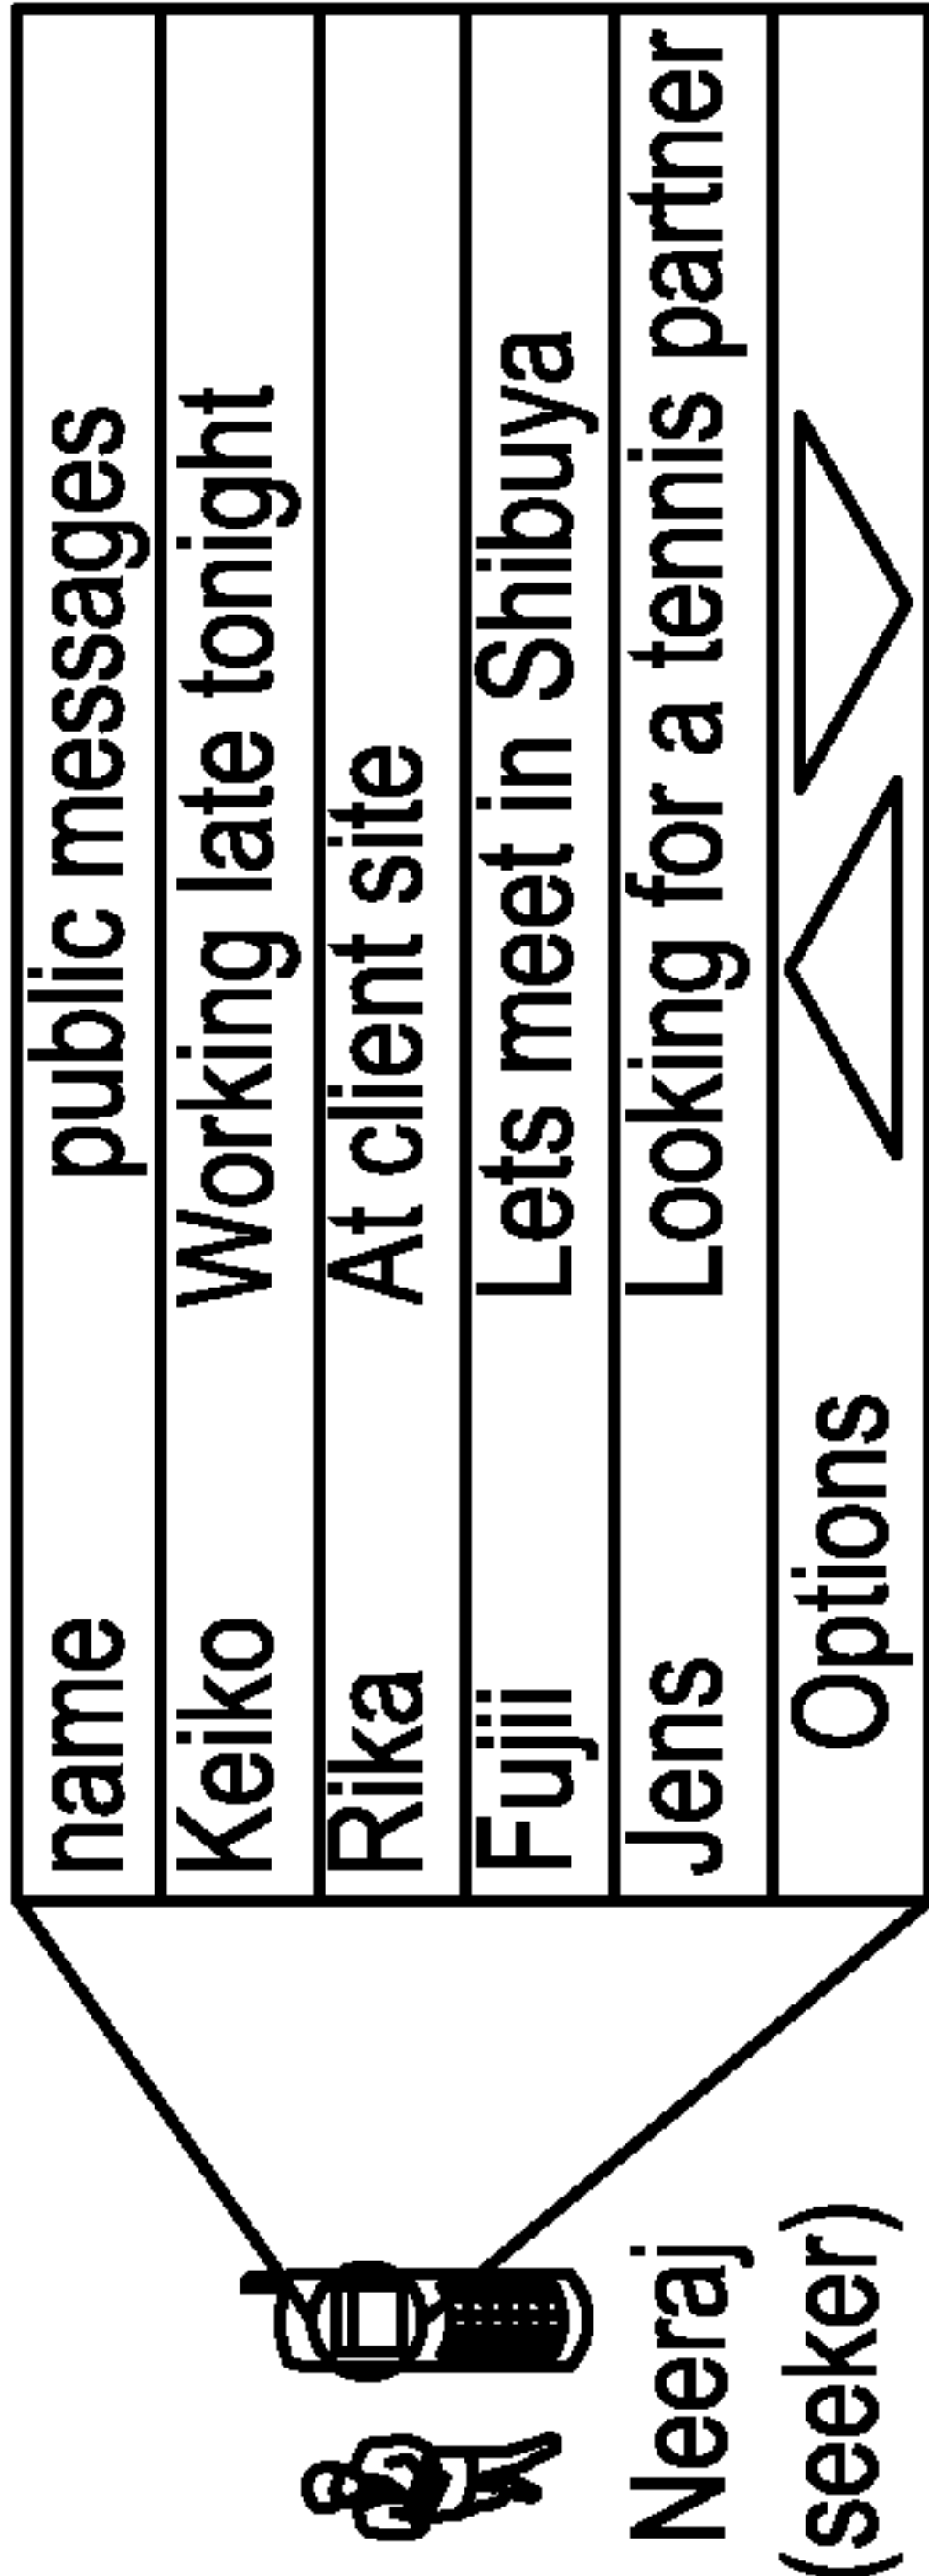 name public messages
Keiko Working late tonight
Rika At client site
Fujii Lets meet in Shibuya
Jens Looking for a tennis partner
Options
Neeraj
(seeker)